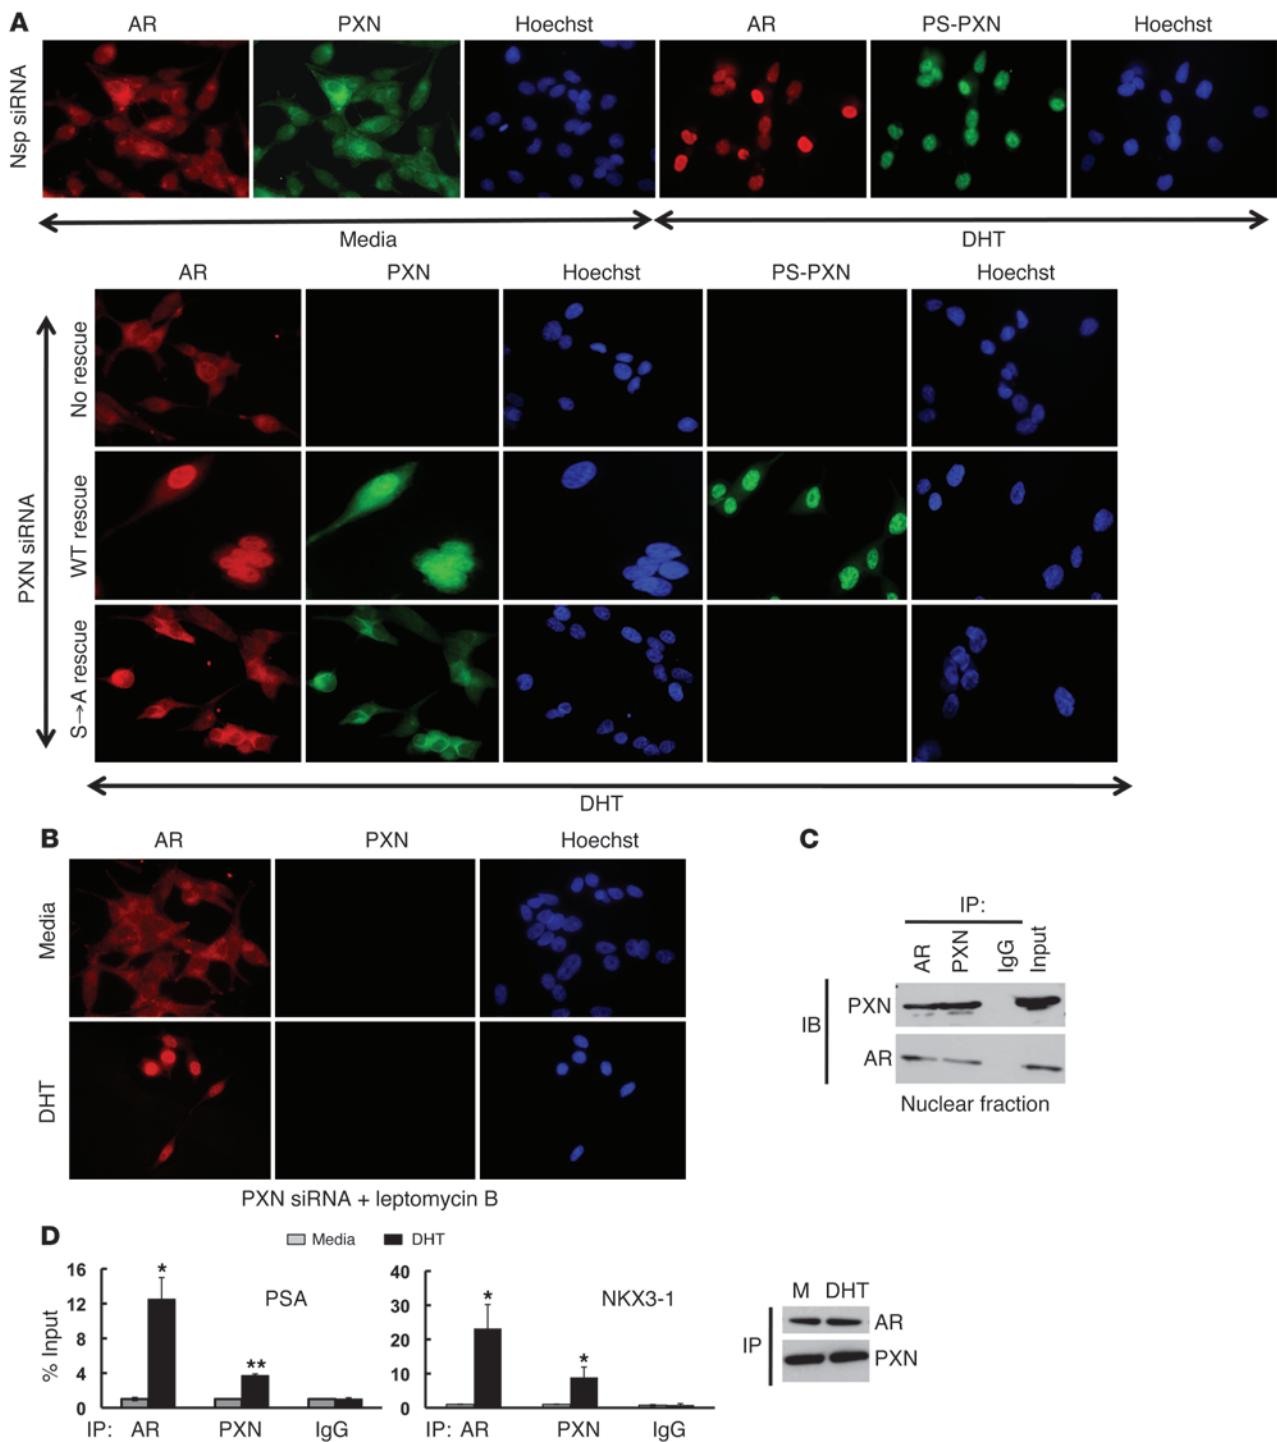 A
AR PXN Hoechst AR PS-PXN Hoechst
Nsp siRNA
Media DHT
AR PXN Hoechst PS-PXN Hoechst
PXN siRNA
No rescue
WT rescue
S→A rescue
DHT
B
AR PXN Hoechst
Media
DHT
PXN siRNA + leptomycin B
C
IP:
AR PXN IgG Input
IB
PXN
AR
Nuclear fraction
D
Media DHT
% Input
16
12
8
4
0
PSA
* **
IP: AR PXN IgG
40
30
20
10
0
NKX3-1
* *
IP: AR PXN IgG
M DHT
IP
AR
PXN